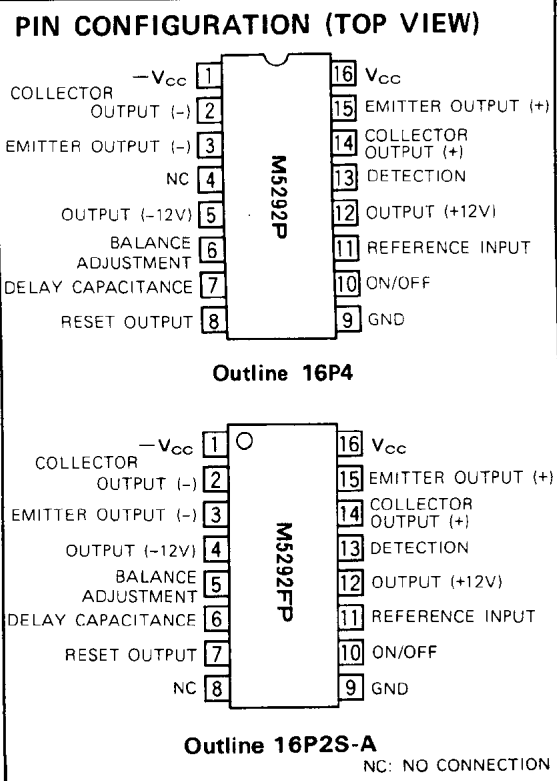 PIN CONFIGURATION (TOP VIEW)
−Vcc 1
COLLECTOR
OUTPUT (−) 2
EMITTER OUTPUT (−) 3
NC 4
OUTPUT (−12V) 5
BALANCE
ADJUSTMENT 6
DELAY CAPACITANCE 7
RESET OUTPUT 8
M5292P
16 Vcc
15 EMITTER OUTPUT (+)
14 COLLECTOR
OUTPUT (+)
13 DETECTION
12 OUTPUT (+12V)
11 REFERENCE INPUT
10 ON/OFF
9 GND
Outline 16P4
−Vcc 1
COLLECTOR
OUTPUT (−) 2
EMITTER OUTPUT (−) 3
OUTPUT (−12V) 4
BALANCE
ADJUSTMENT 5
DELAY CAPACITANCE 6
RESET OUTPUT 7
NC 8
M5292FP
16 Vcc
15 EMITTER OUTPUT (+)
14 COLLECTOR
OUTPUT (+)
13 DETECTION
12 OUTPUT (+12V)
11 REFERENCE INPUT
10 ON/OFF
9 GND
Outline 16P2S-A
NC: NO CONNECTION